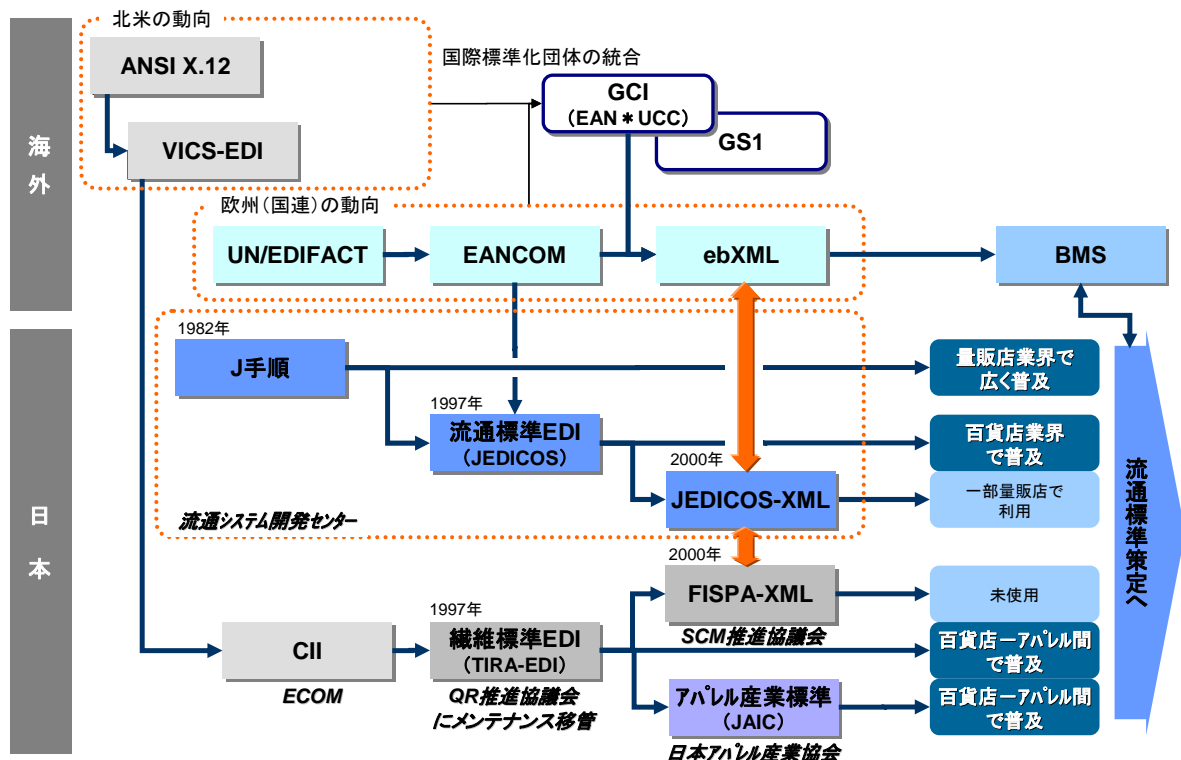 北米の動向
ANSI X.12
VICS-EDI
国際標準化団体の統合
GCI
（EAN＊UCC）
GS1
海外
欧州（国連）の動向
UN/EDIFACT
EANCOM
ebXML
BMS
日本
1982年
J手順
量販店業界で
広く普及
1997年
流通標準EDI
（JEDICOS）
百貨店業界
で普及
2000年
JEDICOS-XML
一部量販店で
利用
流通システム開発センター
2000年
FISPA-XML
SCM推進協議会
未使用
CII
ECOM
1997年
繊維標準EDI
（TIRA-EDI）
QR推進協議会
にメンテナンス移管
百貨店ーアパレル間
で普及
アパレル産業標準
（JAIC）
日本アパレル産業協会
百貨店ーアパレル間
で普及
流通標準策定へ